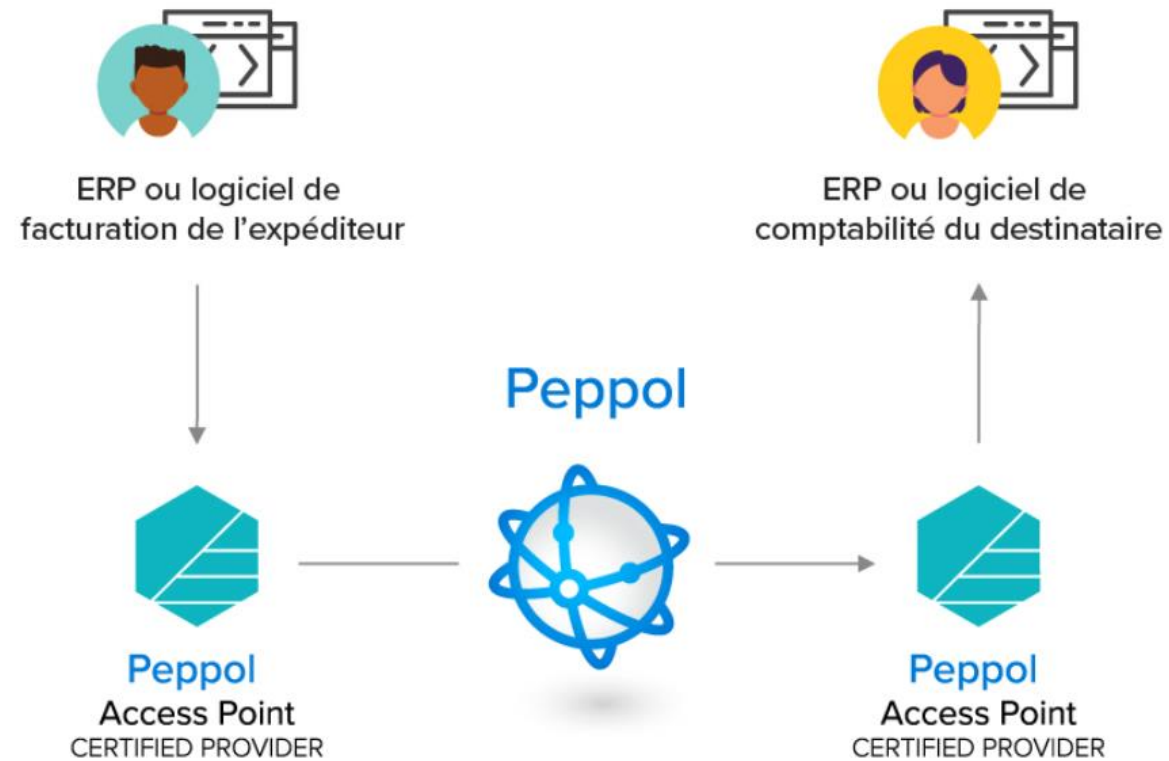 ERP ou logiciel de
facturation de l'expéditeur
ERP ou logiciel de
comptabilité du destinataire
Peppol
Peppol
Access Point
CERTIFIED PROVIDER
Peppol
Access Point
CERTIFIED PROVIDER